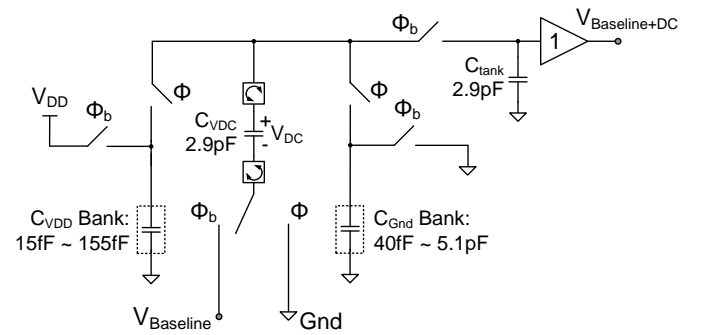 Φb
VBaseline+DC
1
Ctank
2.9pF
Φ
Φ
VDD
Φb
CVDC
2.9pF
+
-
VDC
Φb
CVDD Bank:
15fF ~ 155fF
Φb
Φ
CGnd Bank:
40fF ~ 5.1pF
VBaseline
Gnd